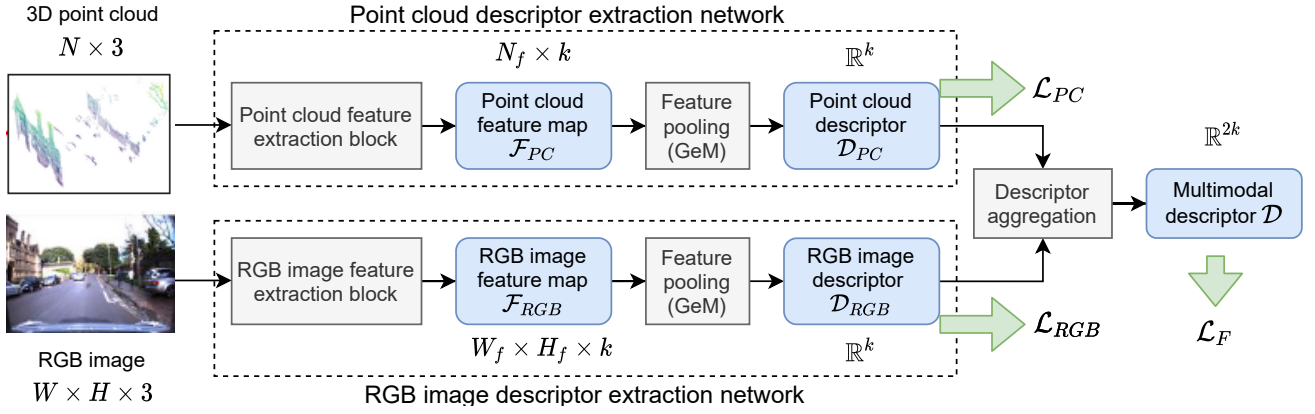 3D point cloud
N × 3
Point cloud descriptor extraction network
Point cloud feature
extraction block
N_f × k
Point cloud
feature map
𝓕_PC
Feature
pooling
(GeM)
ℝ^k
Point cloud
descriptor
𝓓_PC
𝓛_PC
Descriptor
aggregation
ℝ^2k
Multimodal
descriptor 𝓓
𝓛_F
RGB image feature
extraction block
RGB image
feature map
𝓕_RGB
W_f × H_f × k
Feature
pooling
(GeM)
RGB image
descriptor
𝓓_RGB
ℝ^k
𝓛_RGB
RGB image
W × H × 3
RGB image descriptor extraction network